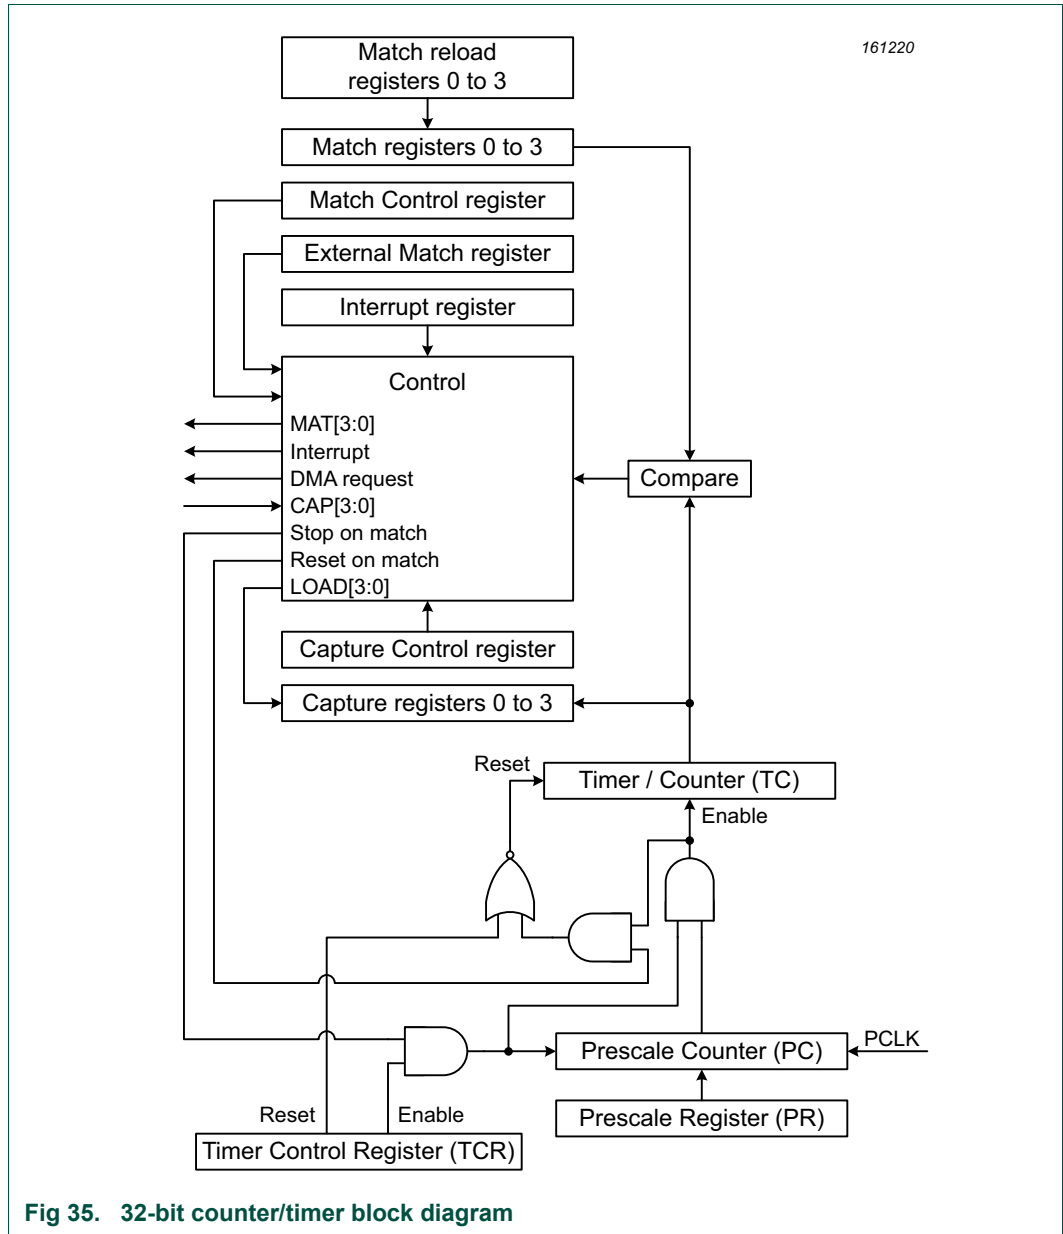 161220
Match reload
registers 0 to 3
Match registers 0 to 3
Match Control register
External Match register
Interrupt register
Control
MAT[3:0]
Interrupt
DMA request
CAP[3:0]
Stop on match
Reset on match
LOAD[3:0]
Compare
Capture Control register
Capture registers 0 to 3
Reset
Timer / Counter (TC)
Enable
PCLK
Prescale Counter (PC)
Prescale Register (PR)
Reset
Enable
Timer Control Register (TCR)
Fig 35. 32-bit counter/timer block diagram